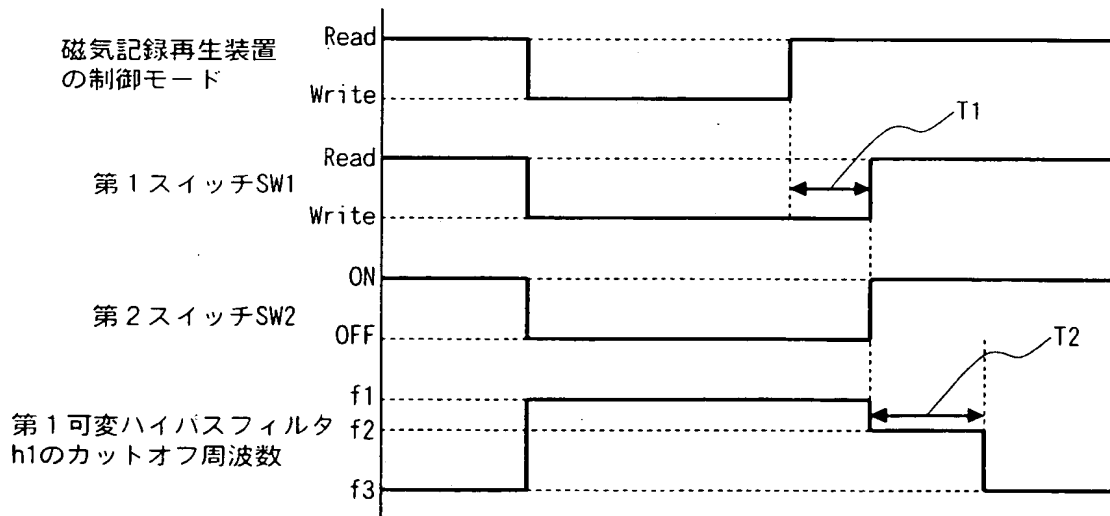 磁気記録再生装置
の制御モード
Read
Write
T1
第1スイッチSW1
Read
Write
第2スイッチSW2
ON
OFF
T2
第1可変ハイパスフィルタ
h1のカットオフ周波数
f1
f2
f3